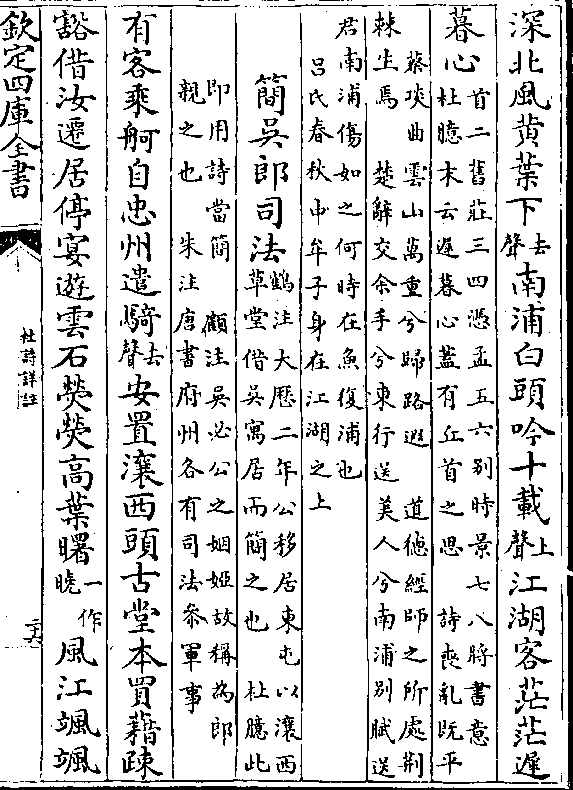 深北風黄葉下去聲南浦白頭吟十載上聲江湖客茫茫遲
暮心首二舊莊三四憑孟五六别時景七八將書意
杜臆末云遲暮心蓋有丘首之思 詩喪亂既平
蔡琰曲雲山萬重兮歸路遐 道德經師之所處荆
棘生焉 楚辭交余手兮東行送美人兮南浦别賦送
君南浦傷如之何時在魚復浦也
吕氏春秋中牟子身在江湖之上
簡吳郎司法鶴注大厯二年公移居東屯以瀼西
草堂借吳寓居而簡之也 杜臆此
即用詩當簡 顧注吳必公之姻婭故稱為郎
親之也 朱注唐書府州各有司法參軍事
有客乘舸自忠州遣騎去聲安置瀼西頭古堂本買藉疎
豁借汝遷居停宴遊雲石熒熒高葉曙一作曉風江颯颯
欽定四庫全書
杜詩詳註
二六